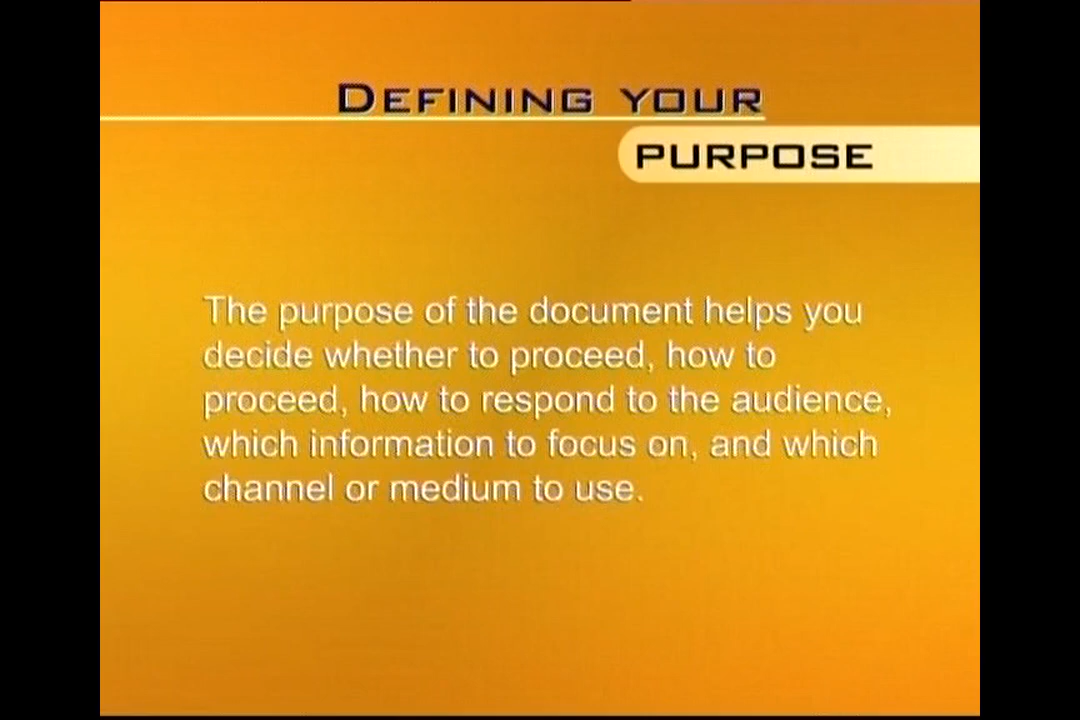 DEFINING YOUR
PURPOSE
The purpose of the document helps you
decide whether to proceed, how to
proceed, how to respond to the audience,
which information to focus on, and which
channel or medium to use.